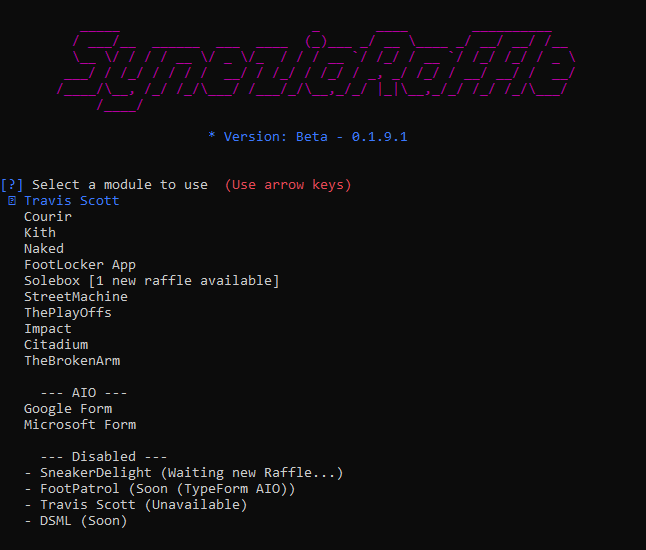 SyneziaRaffle
* Version: Beta - 0.1.9.1
[?] Select a module to use (Use arrow keys)
Travis Scott
Courir
Kith
Naked
FootLocker App
Solebox [1 new raffle available]
StreetMachine
ThePlayOffs
Impact
Citadium
TheBrokenArm
--- AIO ---
Google Form
Microsoft Form
--- Disabled ---
- SneakerDelight (Waiting new Raffle...)
- FootPatrol (Soon (TypeForm AIO))
- Travis Scott (Unavailable)
- DSML (Soon)